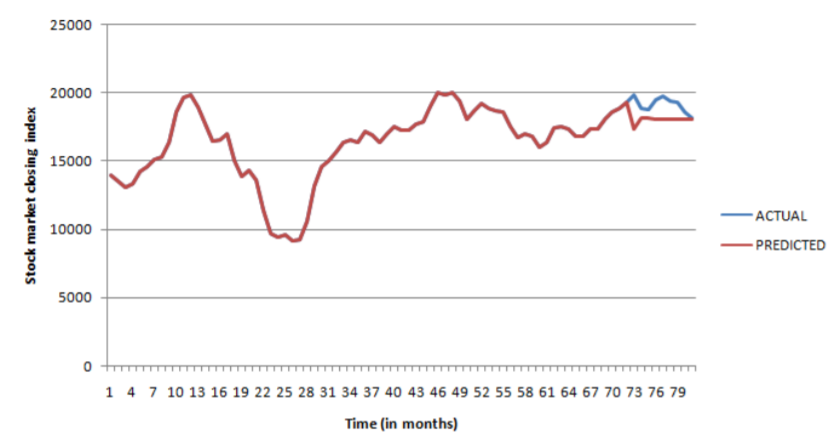 25000
20000
15000
10000
5000
0
Stock market closing index
1 4 7 10 13 16 19 22 25 28 31 34 37 40 43 46 49 52 55 58 61 64 67 70 73 76 79
Time (in months)
ACTUAL
PREDICTED